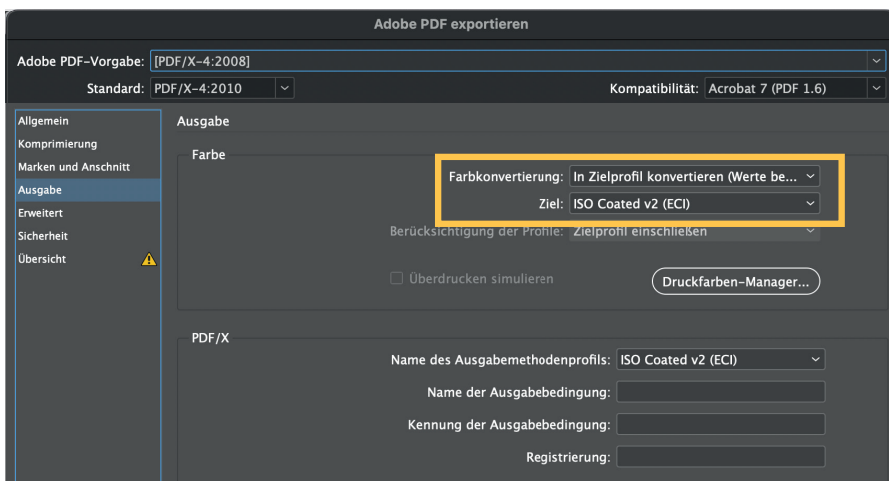 Adobe PDF exportieren
Adobe PDF-Vorgabe: [PDF/X-4:2008]
Standard: PDF/X-4:2010 Kompatibilität: Acrobat 7 (PDF 1.6)
Allgemein
Komprimierung
Marken und Anschnitt
Ausgabe
Erweitert
Sicherheit
Übersicht
Ausgabe
Farbe
Farbkonvertierung: In Zielprofil konvertieren (Werte be...
Ziel: ISO Coated v2 (ECI)
Berücksichtigung der Profile: Zielprofil einschließen
Überdrucken simulieren Druckfarben-Manager...
PDF/X
Name des Ausgabemethodenprofils: ISO Coated v2 (ECI)
Name der Ausgabebedingung:
Kennung der Ausgabebedingung:
Registrierung: